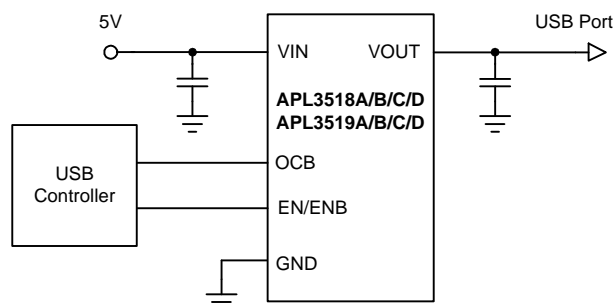 5V
USB Port
VIN
VOUT
APL3518A/B/C/D
APL3519A/B/C/D
USB
Controller
OCB
EN/ENB
GND